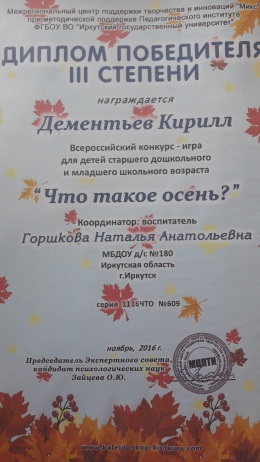 Межрегиональный центр поддержки творчества и инноваций "Микс"
при методической поддержке Педагогического института
ФГБОУ ВО "Иркутский государственный университет"
ДИПЛОМ ПОБЕДИТЕЛЯ
III СТЕПЕНИ
награждается
Дементьев Кирилл
Всероссийский конкурс - игра
для детей старшего дошкольного
и младшего школьного возраста
“Что такое осень?”
Координатор: воспитатель
Горшкова Наталья Анатольевна
МБДОУ д/с №180
Иркутская область
г.Иркутск
серия 1116ЧТО №609
ноябрь, 2016 г.
Председатель Экспертного совета,
кандидат психологических наук
Зайцева О.Ю.
МЦПТИ